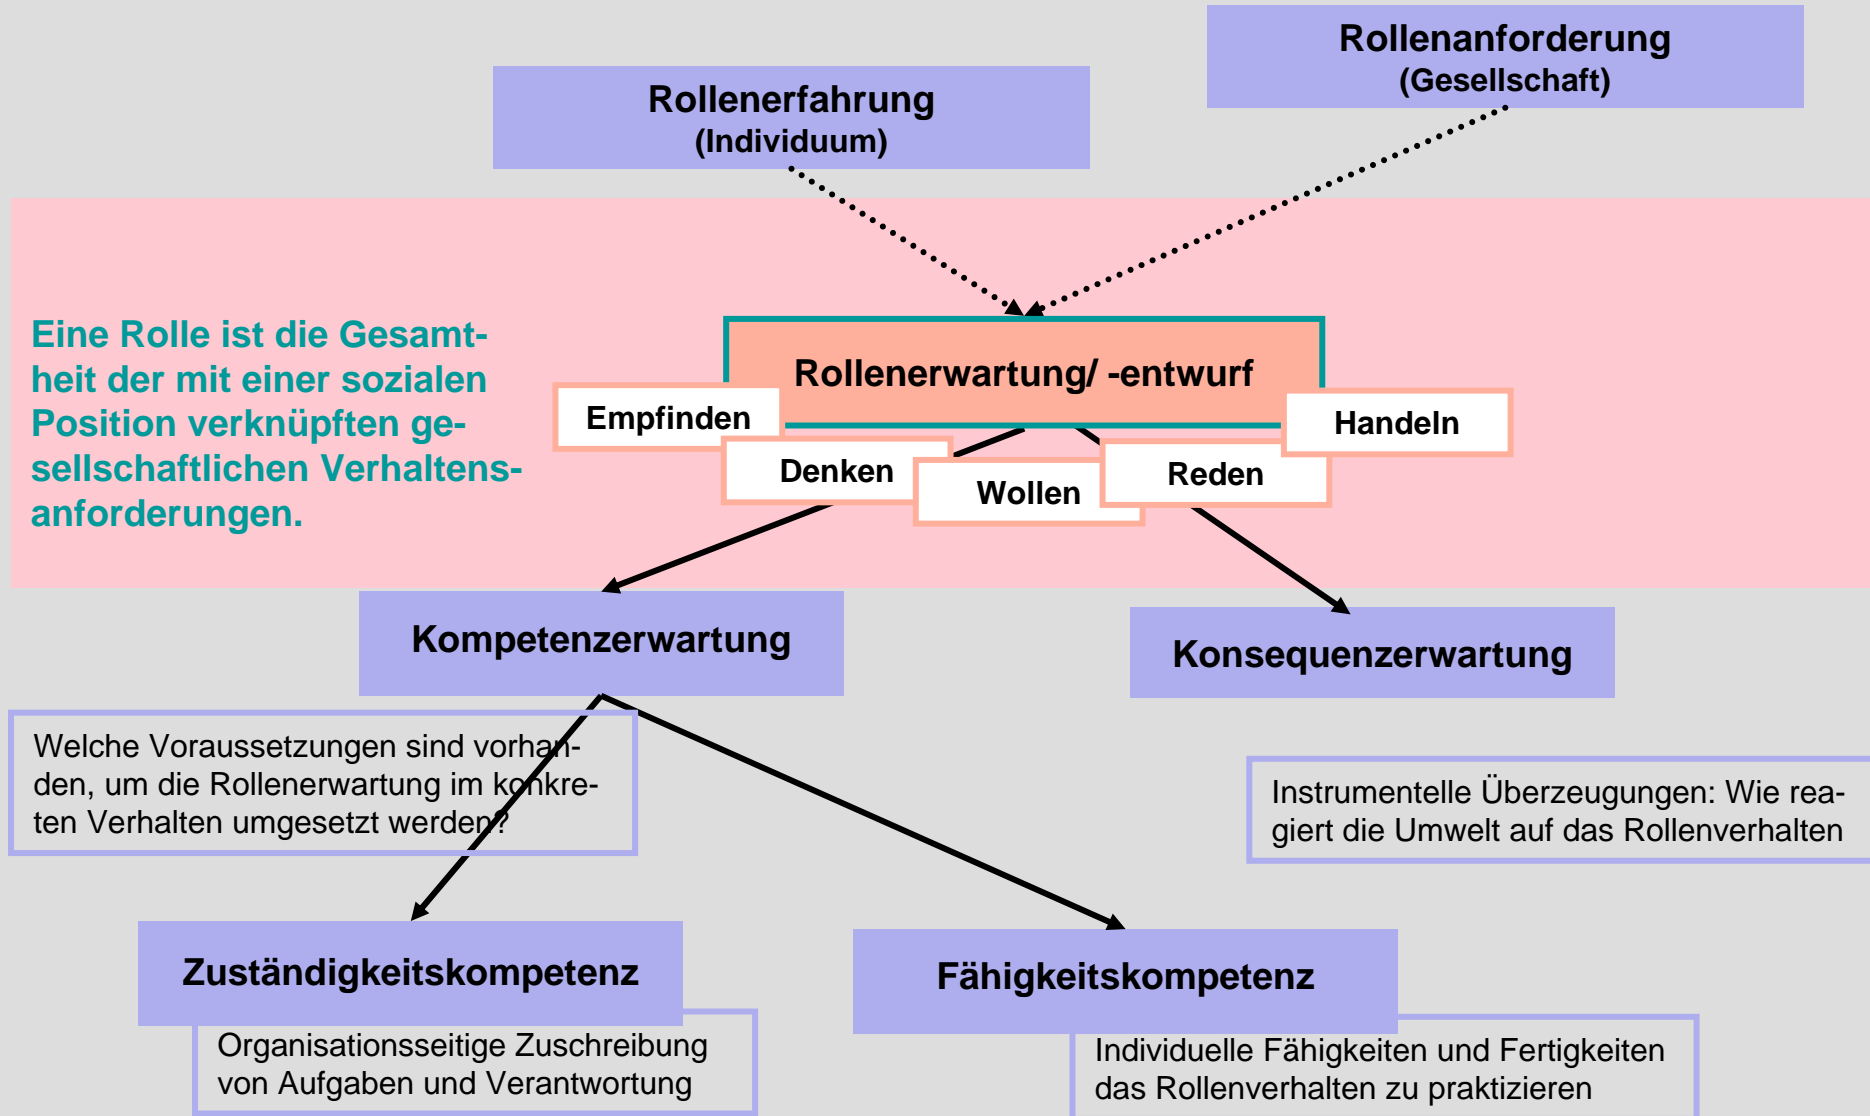 Rollenanforderung
(Gesellschaft)
Rollenerfahrung
(Individuum)
Eine Rolle ist die Gesamt-
heit der mit einer sozialen
Position verknüpften ge-
sellschaftlichen Verhaltens-
anforderungen.
Rollenerwartung/ -entwurf
Empfinden
Denken
Wollen
Reden
Handeln
Kompetenzerwartung
Konsequenzerwartung
Welche Voraussetzungen sind vorhan-
den, um die Rollenerwartung im konkre-
ten Verhalten umgesetzt werden?
Instrumentelle Überzeugungen: Wie rea-
giert die Umwelt auf das Rollenverhalten
Zuständigkeitskompetenz
Organisationsseitige Zuschreibung
von Aufgaben und Verantwortung
Fähigkeitskompetenz
Individuelle Fähigkeiten und Fertigkeiten
das Rollenverhalten zu praktizieren